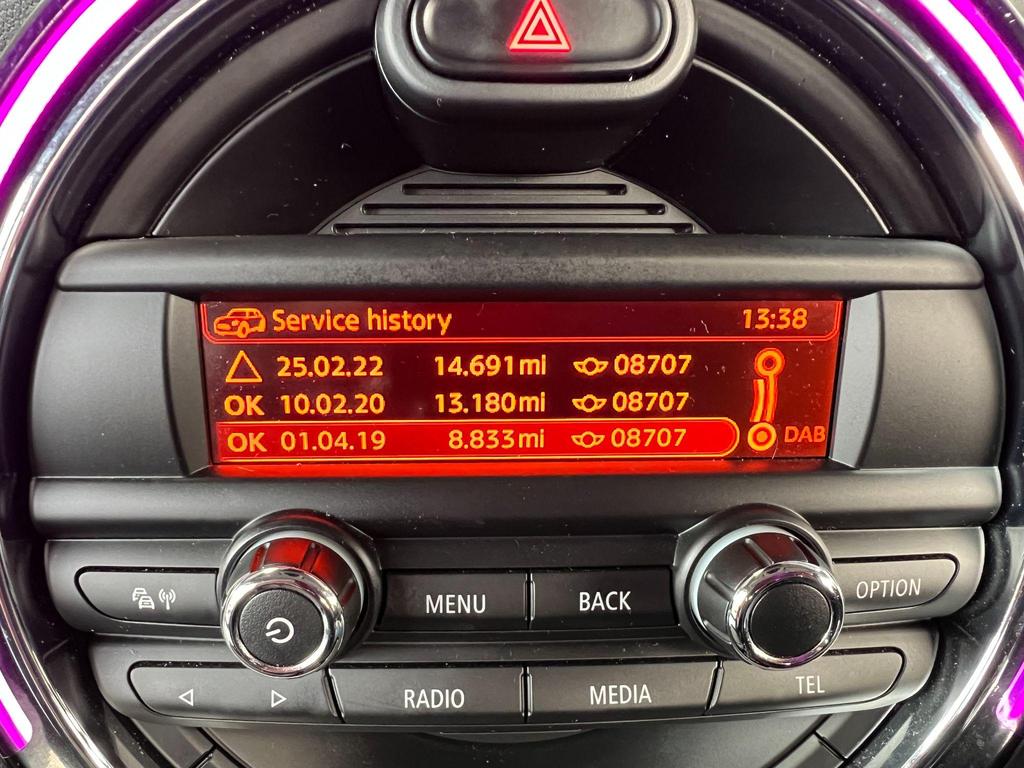 Service history 13:38
25.02.22 14.691 mi 08707
OK 10.02.20 13.180 mi 08707
OK 01.04.19 8.833 mi 08707
DAB
MENU BACK OPTION
RADIO MEDIA TEL